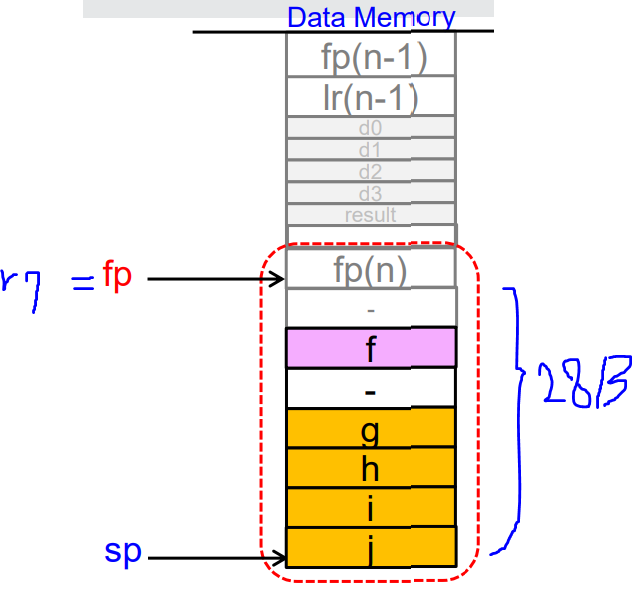 Data Memory
fp(n-1)
lr(n-1)
d0
d1
d2
d3
result
r7 = fp
fp(n)
-
f
-
g
h
i
sp
j
28B